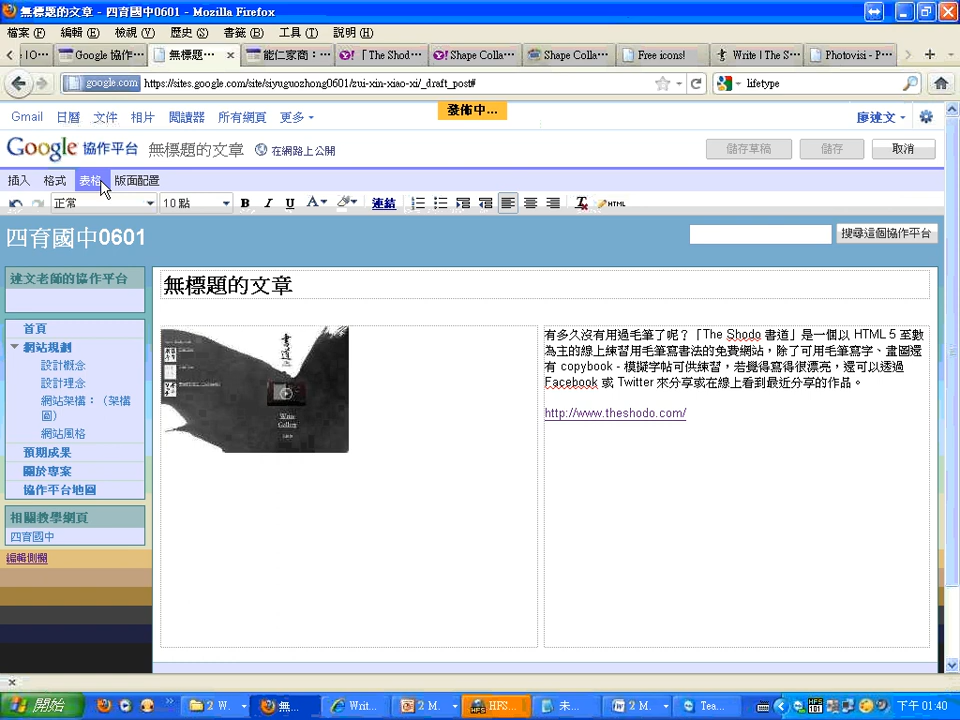 無標題的文章 - 四育國中0601 - Mozilla Firefox
檔案(F) 編輯(E) 檢視(V) 歷史(S) 書籤(B) 工具(T) 說明(H)
Google 協作… 無標題… 能仁家商：… 「The Shod… Shape Colla… Shape Colla… Free icons! Write | The S… Photovisi - P…
google.com https://sites.google.com/site/siyuguozhong0601/zui-xin-xiao-xi/_draft_post# lifetype
發佈中...
Gmail 日曆 文件 相片 閱讀器 所有網頁 更多 廖建文
Google 協作平台 無標題的文章 在網路上公開 儲存草稿 儲存 取消
插入 格式 表格 版面配置
正常 10 點 B I U A 連結 HTML
四育國中0601 搜尋這個協作平台
建文老師的協作平台
首頁
網站規劃
設計概念
設計理念
網站架構：（架構
圖）
網站風格
預期成果
關於專案
協作平台地圖
相關教學網頁
四育國中
編輯側欄
無標題的文章
書道
Write
Gallery
有多久沒有用過毛筆了呢？「The Shodo 書道」是一個以 HTML 5 至數
為主的線上練習用毛筆寫書法的免費網站，除了可用毛筆寫字、畫圖還
有 copybook - 模擬字帖可供練習，若覺得寫得很漂亮，還可以透過
Facebook 或 Twitter 來分享或在線上看到最近分享的作品。
http://www.theshodo.com/
開始 2 W. 無... Writ... 2 M. HFS... 未... 2 M. Tea... 下午 01:40